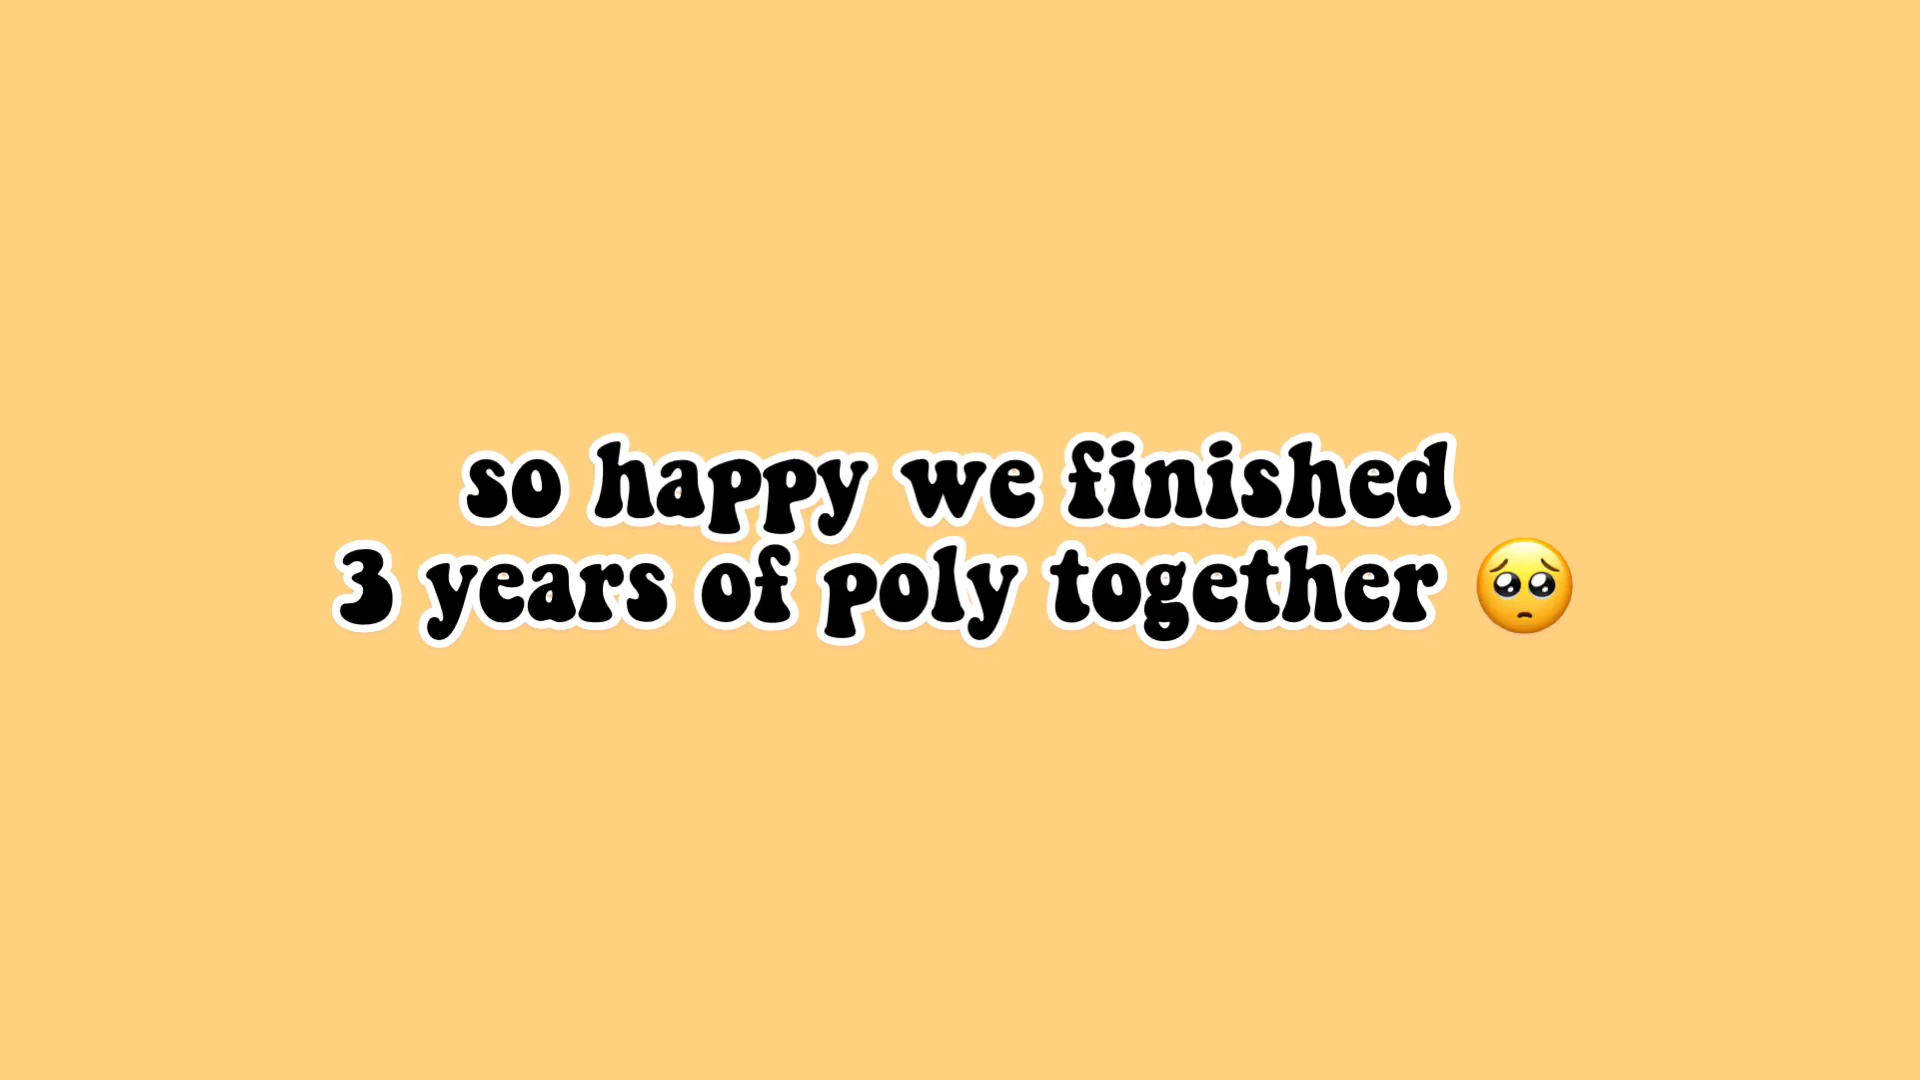 so happy we finished
3 years of poly together 🥺